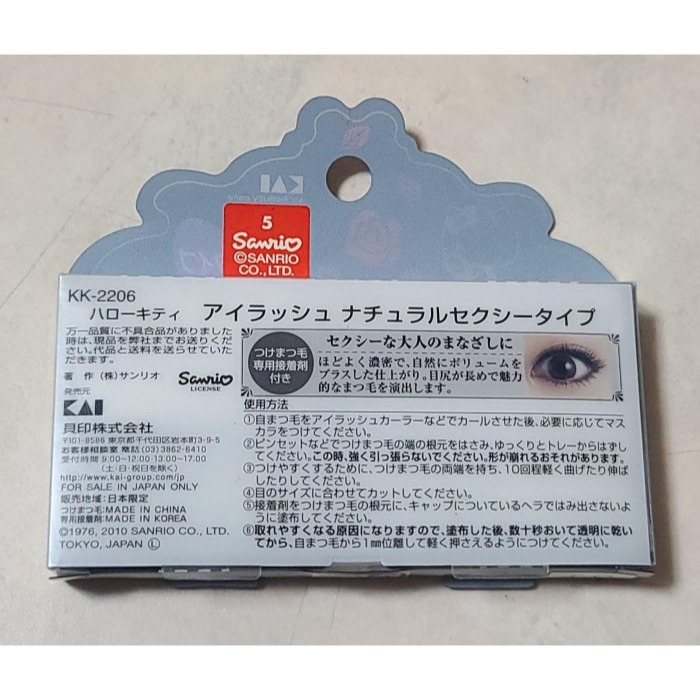 KAI
5
Sanrio
©SANRIO
CO., LTD.
KK-2206
ハローキティ アイラッシュ ナチュラルセクシータイプ
万一品質に不具合品がありました
時は、現品を弊社までお送りくだ
さい。代品と送料を送らせていた
だきます。
著 作 (株)サンリオ
Sanrio
LICENSE
発売元
KAI
貝印株式会社
〒101-8586 東京都千代田区岩本町3-9-5
お客様相談室 電話(03)3862-6410
受付時間 9:00~12:00・13:00~17:00
(土・日・祝日を除く)
http://www.kai-group.com/jp
FOR SALE IN JAPAN ONLY
販売地域:日本限定
つけまつ毛:MADE IN CHINA
専用接着剤:MADE IN KOREA
©1976, 2010 SANRIO CO., LTD.
TOKYO, JAPAN Ⓛ
つけまつ毛
専用接着剤
付き
セクシーな大人のまなざしに
ほどよく濃密で、自然にボリュームを
プラスした仕上がり。目尻が長めで魅力
的なまつ毛を演出します。
使用方法
①自まつ毛をアイラッシュカーラーなどでカールさせた後、必要に応じてマス
カラをつけてください。
②ピンセットなどでつけまつ毛の端の根元をはさみ、ゆっくりとトレーからはずし
てください。この時、強く引っ張らないでください。形が崩れるおそれがあります。
③つけやすくするために、つけまつ毛の両端を持ち、10回程軽く曲げたり伸ば
したりしてください。
④目のサイズに合わせてカットしてください。
⑤接着剤をつけまつ毛の根元に、キャップについているヘラではみ出さないよ
うに塗布してください。
⑥取れやすくなる原因になりますので、塗布した後、数十秒おいて透明に乾い
てから、自まつ毛から1㎜位離して軽く押さえるようにつけてください。